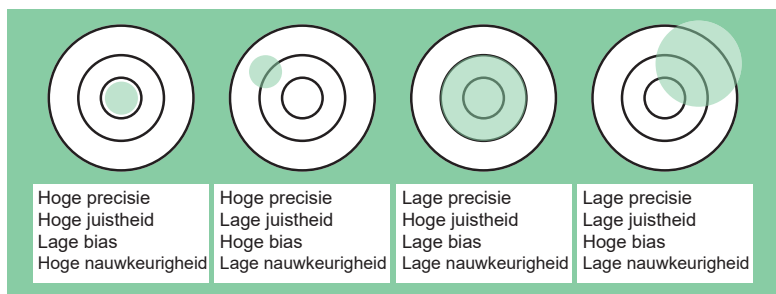 Hoge precisie
Hoge juistheid
Lage bias
Hoge nauwkeurigheid
Hoge precisie
Lage juistheid
Hoge bias
Lage nauwkeurigheid
Lage precisie
Hoge juistheid
Lage bias
Lage nauwkeurigheid
Lage precisie
Lage juistheid
Hoge bias
Lage nauwkeurigheid